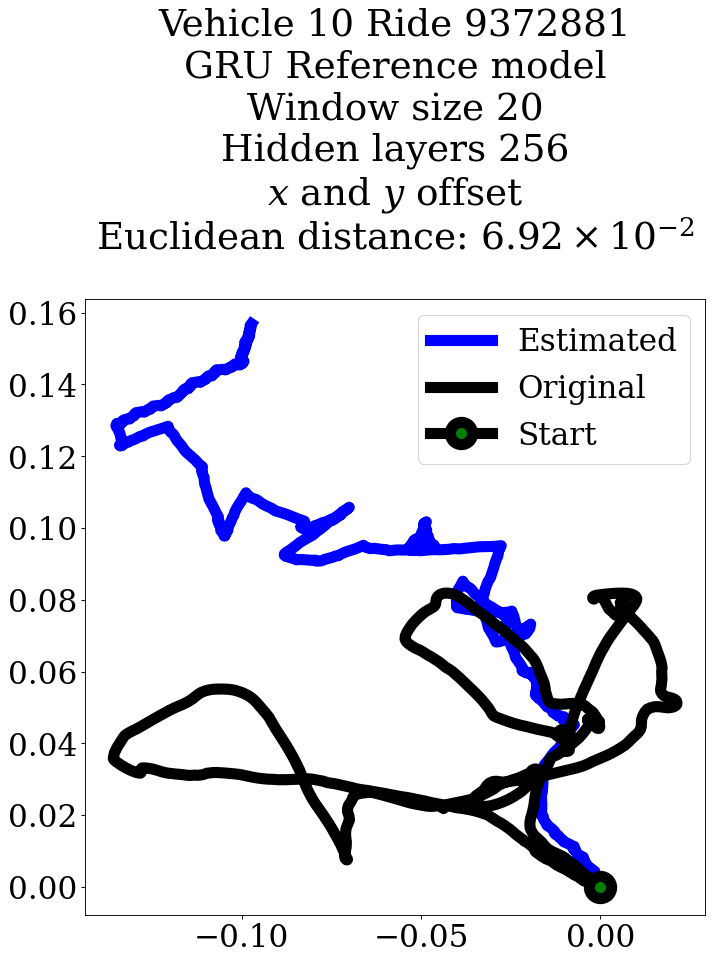 Vehicle 10 Ride 9372881
GRU Reference model
Window size 20
Hidden layers 256
x and y offset
Euclidean distance: 6.92 × 10⁻²
Estimated
Original
Start
0.16
0.14
0.12
0.10
0.08
0.06
0.04
0.02
0.00
−0.10 −0.05 0.00